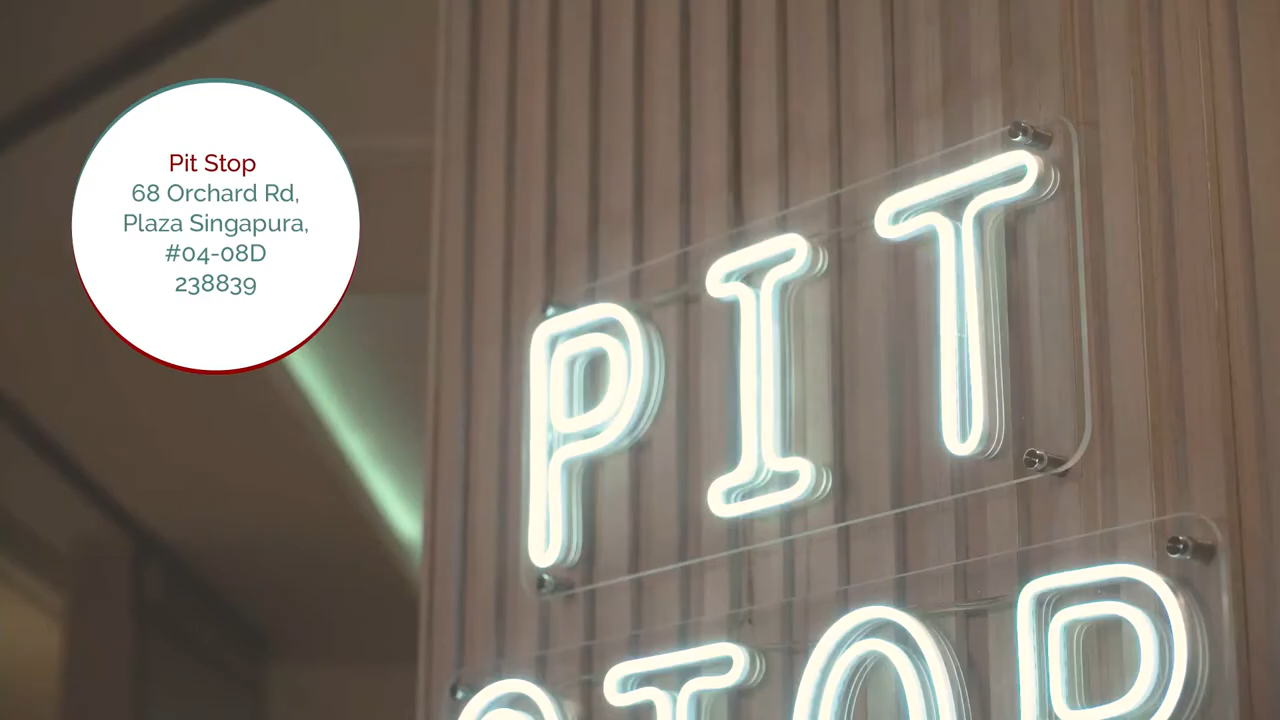 Pit Stop
68 Orchard Rd,
Plaza Singapura,
#04-08D
238839
PIT
STOP